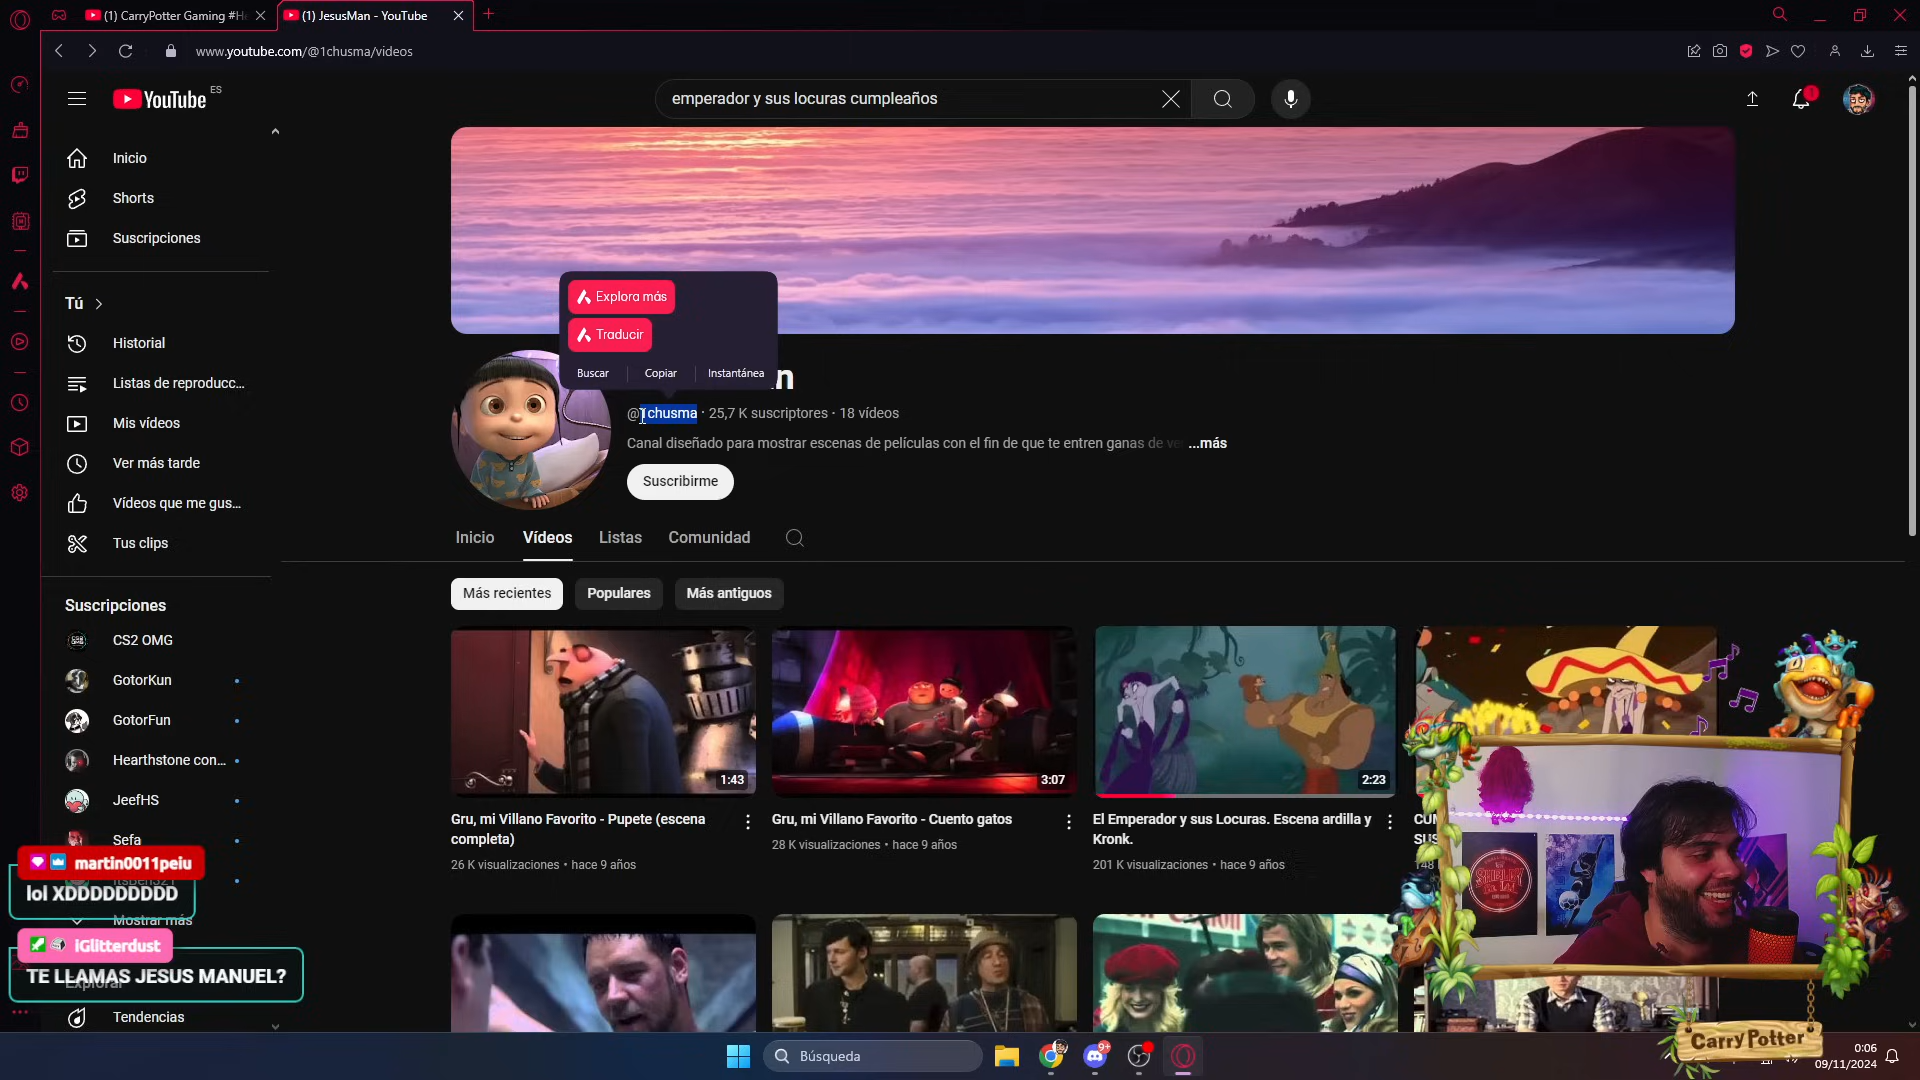 (1) CarryPotter Gaming #He
(1) JesusMan - YouTube
www.youtube.com/@1chusma/videos
YouTube
ES
emperador y sus locuras cumpleaños
Inicio
Shorts
Suscripciones
Tú
Historial
Listas de reproducc...
Mis vídeos
Ver más tarde
Vídeos que me gus...
Tus clips
Suscripciones
CS2 OMG
GotorKun
GotorFun
Hearthstone con...
JeefHS
Sefa
Mostrar más
Explorar
Tendencias
Explora más
Traducir
Buscar
Copiar
Instantánea
@1chusma · 25,7 K suscriptores · 18 vídeos
Canal diseñado para mostrar escenas de películas con el fin de que te entren ganas de ve ...más
Suscribirme
Inicio
Vídeos
Listas
Comunidad
Más recientes
Populares
Más antiguos
1:43
3:07
2:23
Gru, mi Villano Favorito - Pupete (escena
completa)
26 K visualizaciones • hace 9 años
Gru, mi Villano Favorito - Cuento gatos
28 K visualizaciones • hace 9 años
El Emperador y sus Locuras. Escena ardilla y
Kronk.
201 K visualizaciones • hace 9 años
martin0011peiu
lol XDDDDDDDDD
iGlitterdust
TE LLAMAS JESUS MANUEL?
CarryPotter
Búsqueda
9+
0:06
09/11/2024